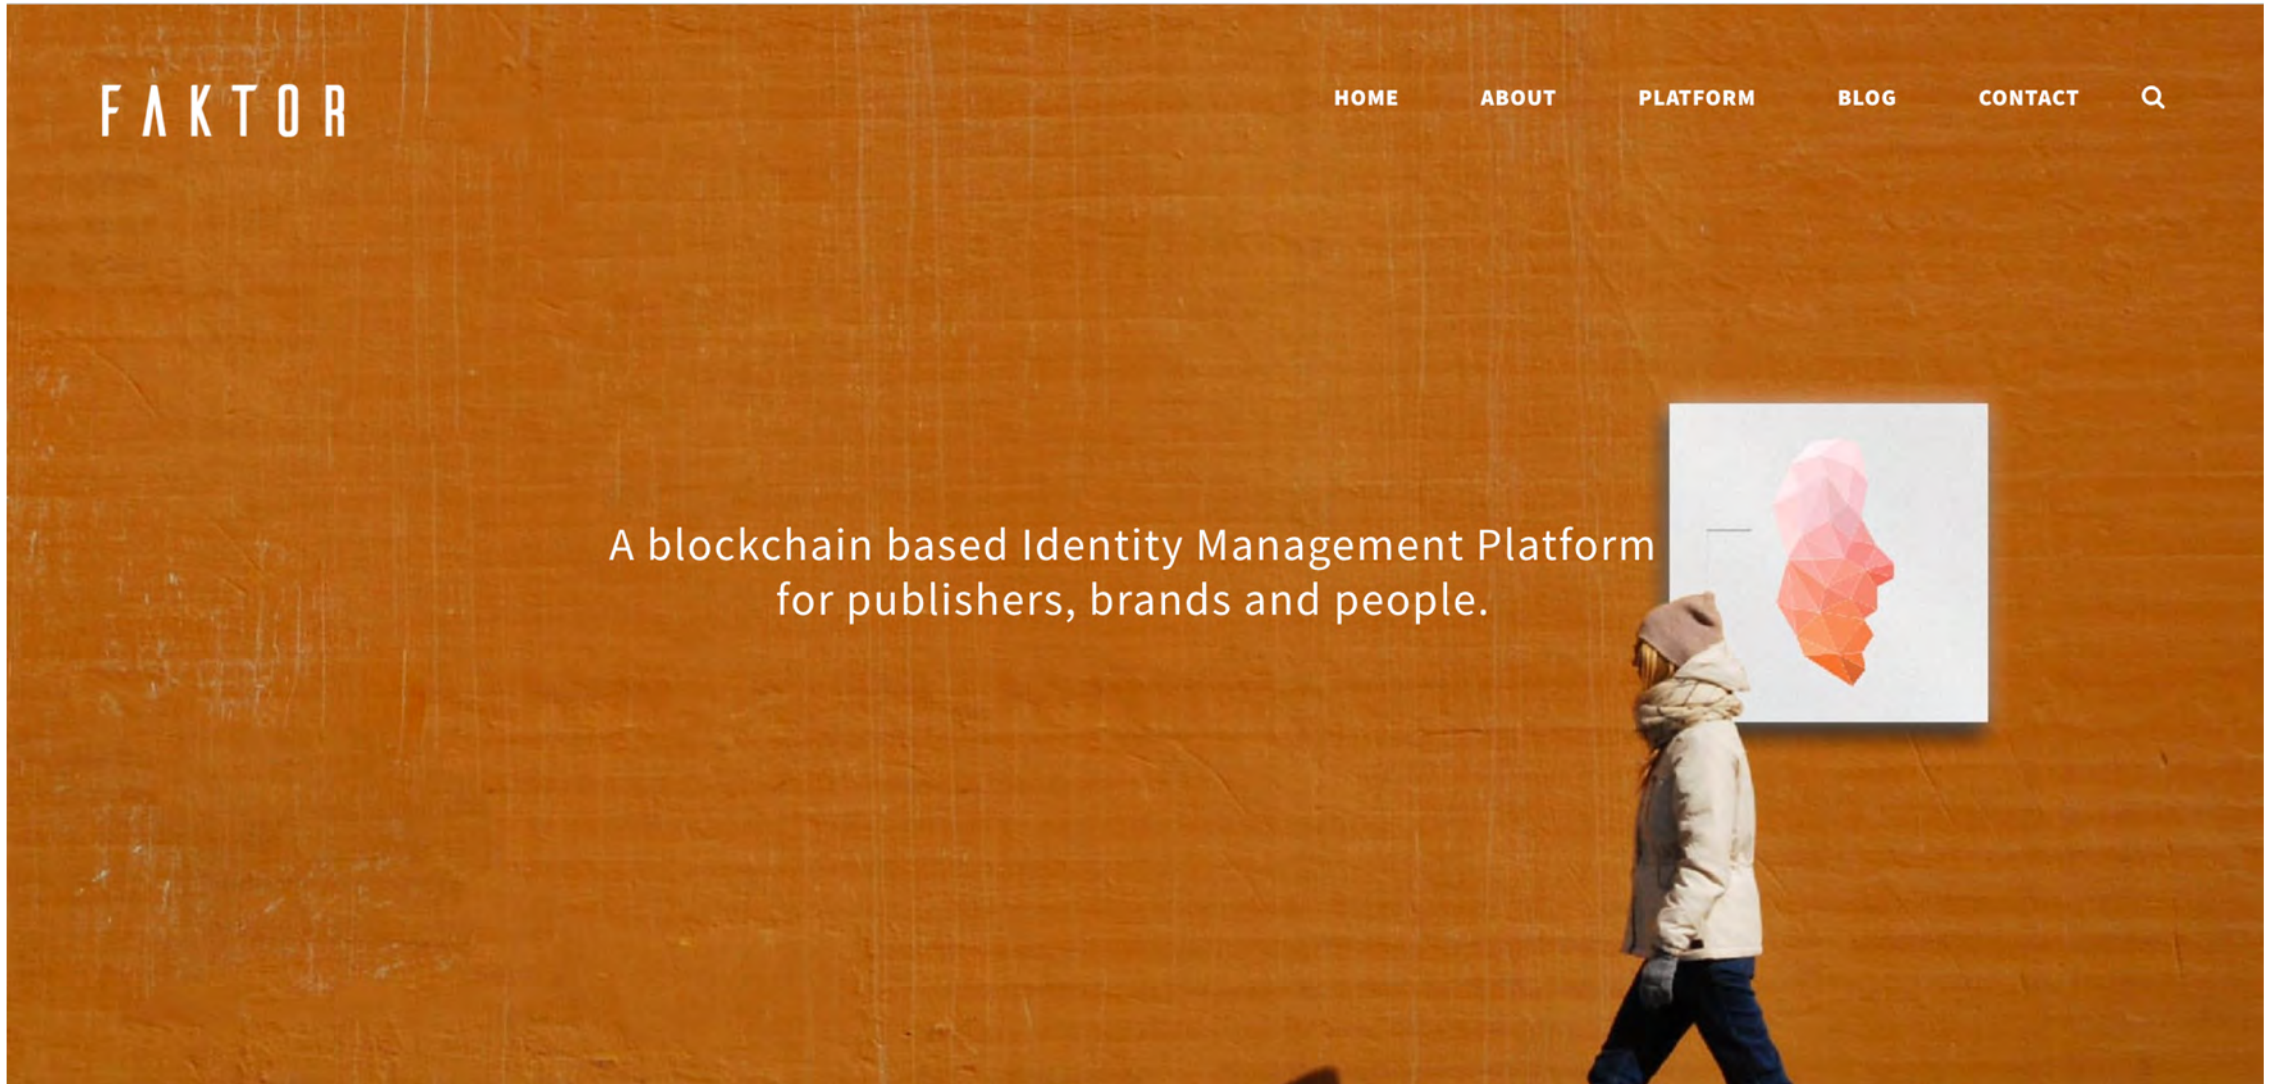 FAKTOR
HOME ABOUT PLATFORM BLOG CONTACT
A blockchain based Identity Management Platform
for publishers, brands and people.